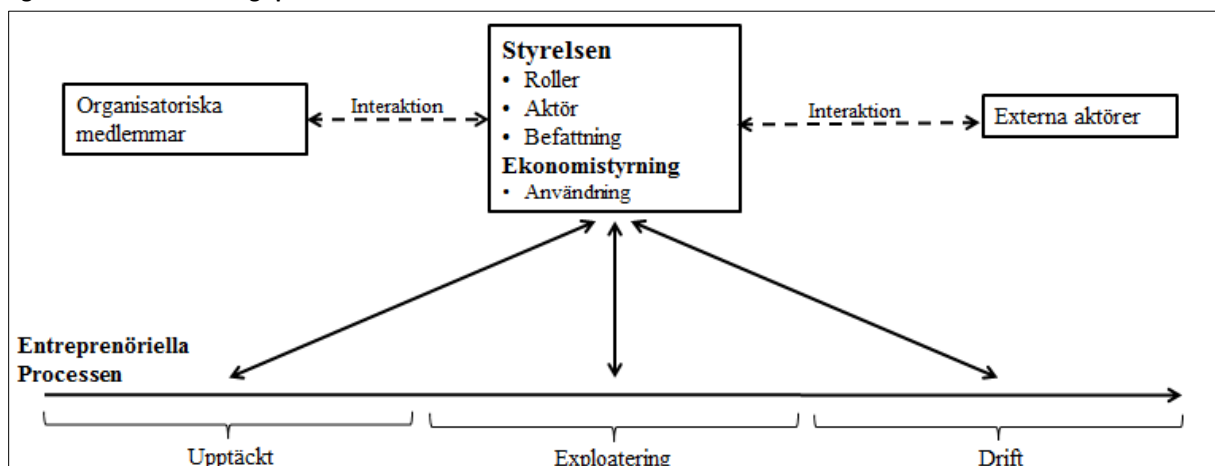 Styrelsen
• Roller
• Aktör
• Befattning
Ekonomistyrning
• Användning
Organisatoriska
medlemmar
Interaktion
Interaktion
Externa aktörer
Entreprenöriella
Processen
Upptäckt
Exploatering
Drift